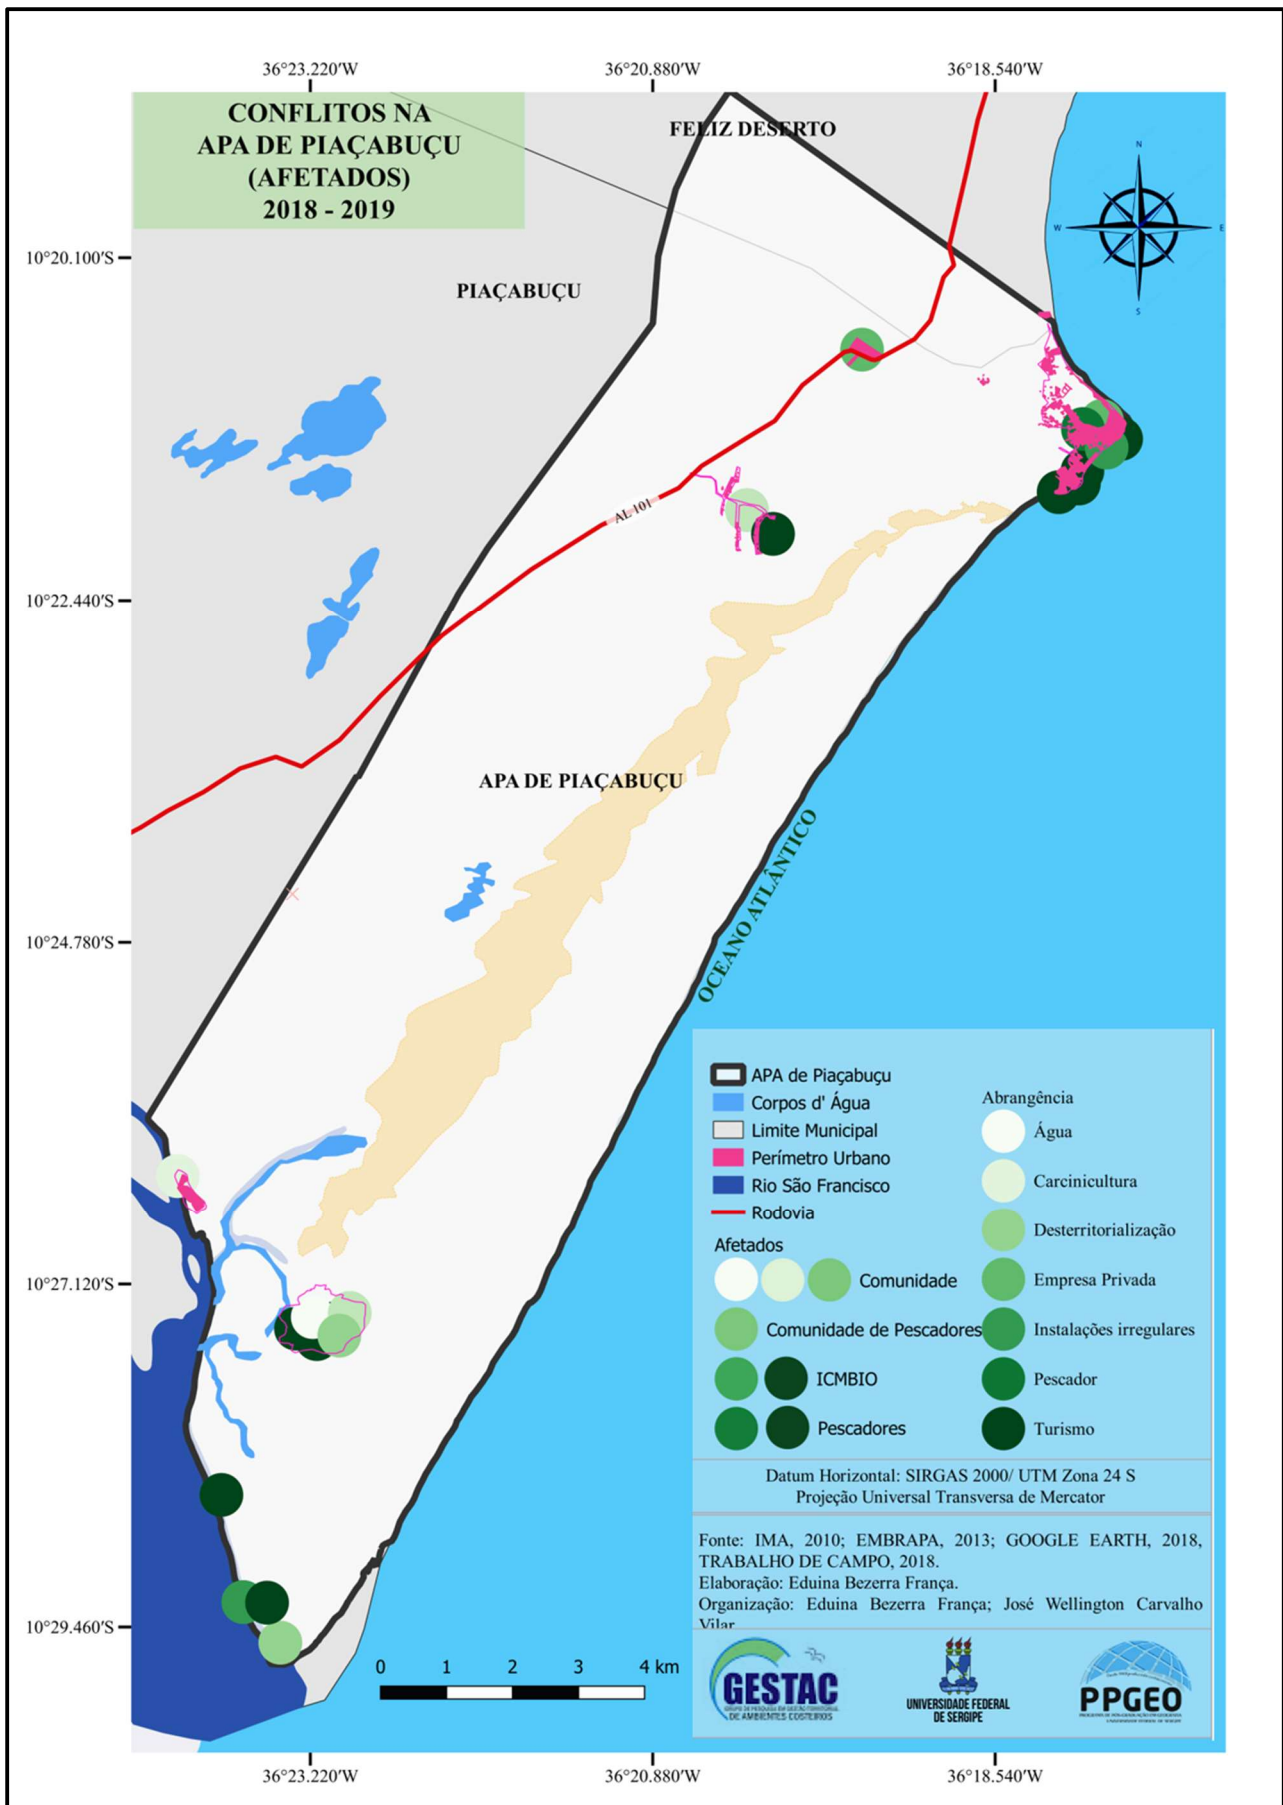 36°23.220'W
36°20.880'W
36°18.540'W
CONFLITOS NA
APA DE PIAÇABUÇU
(AFETADOS)
2018 - 2019
FELIZ DESERTO
N
W
E
S
10°20.100'S
PIAÇABUÇU
AL 101
10°22.440'S
APA DE PIAÇABUÇU
OCEANO ATLÂNTICO
10°24.780'S
APA de Piaçabuçu
Corpos d' Água
Limite Municipal
Perímetro Urbano
Rio São Francisco
Rodovia
Afetados
Comunidade
Comunidade de Pescadores
ICMBIO
Pescadores
Abrangência
Água
Carcinicultura
Desterritorialização
Empresa Privada
Instalações irregulares
Pescador
Turismo
10°27.120'S
Datum Horizontal: SIRGAS 2000/ UTM Zona 24 S
Projeção Universal Transversa de Mercator
Fonte: IMA, 2010; EMBRAPA, 2013; GOOGLE EARTH, 2018,
TRABALHO DE CAMPO, 2018.
Elaboração: Eduina Bezerra França.
Organização: Eduina Bezerra França; José Wellington Carvalho
Vilar
10°29.460'S
0 1 2 3 4 km
GESTAC
DE AMBIENTES COSTEIROS
UNIVERSIDADE FEDERAL
DE SERGIPE
PPGEO
36°23.220'W
36°20.880'W
36°18.540'W